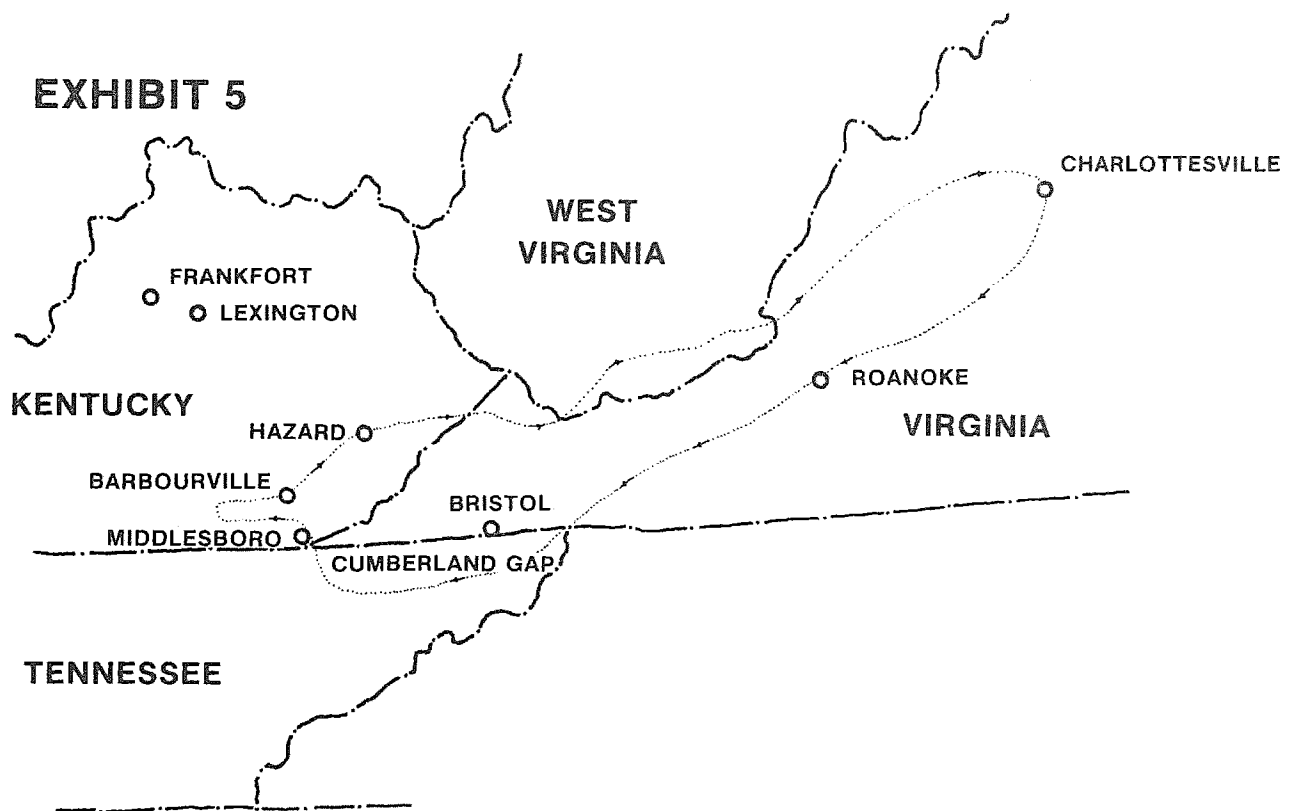 EXHIBIT 5
CHARLOTTESVILLE
WEST
VIRGINIA
FRANKFORT
LEXINGTON
KENTUCKY
ROANOKE
VIRGINIA
HAZARD
BARBOURVILLE
BRISTOL
MIDDLESBORO
CUMBERLAND GAP
TENNESSEE